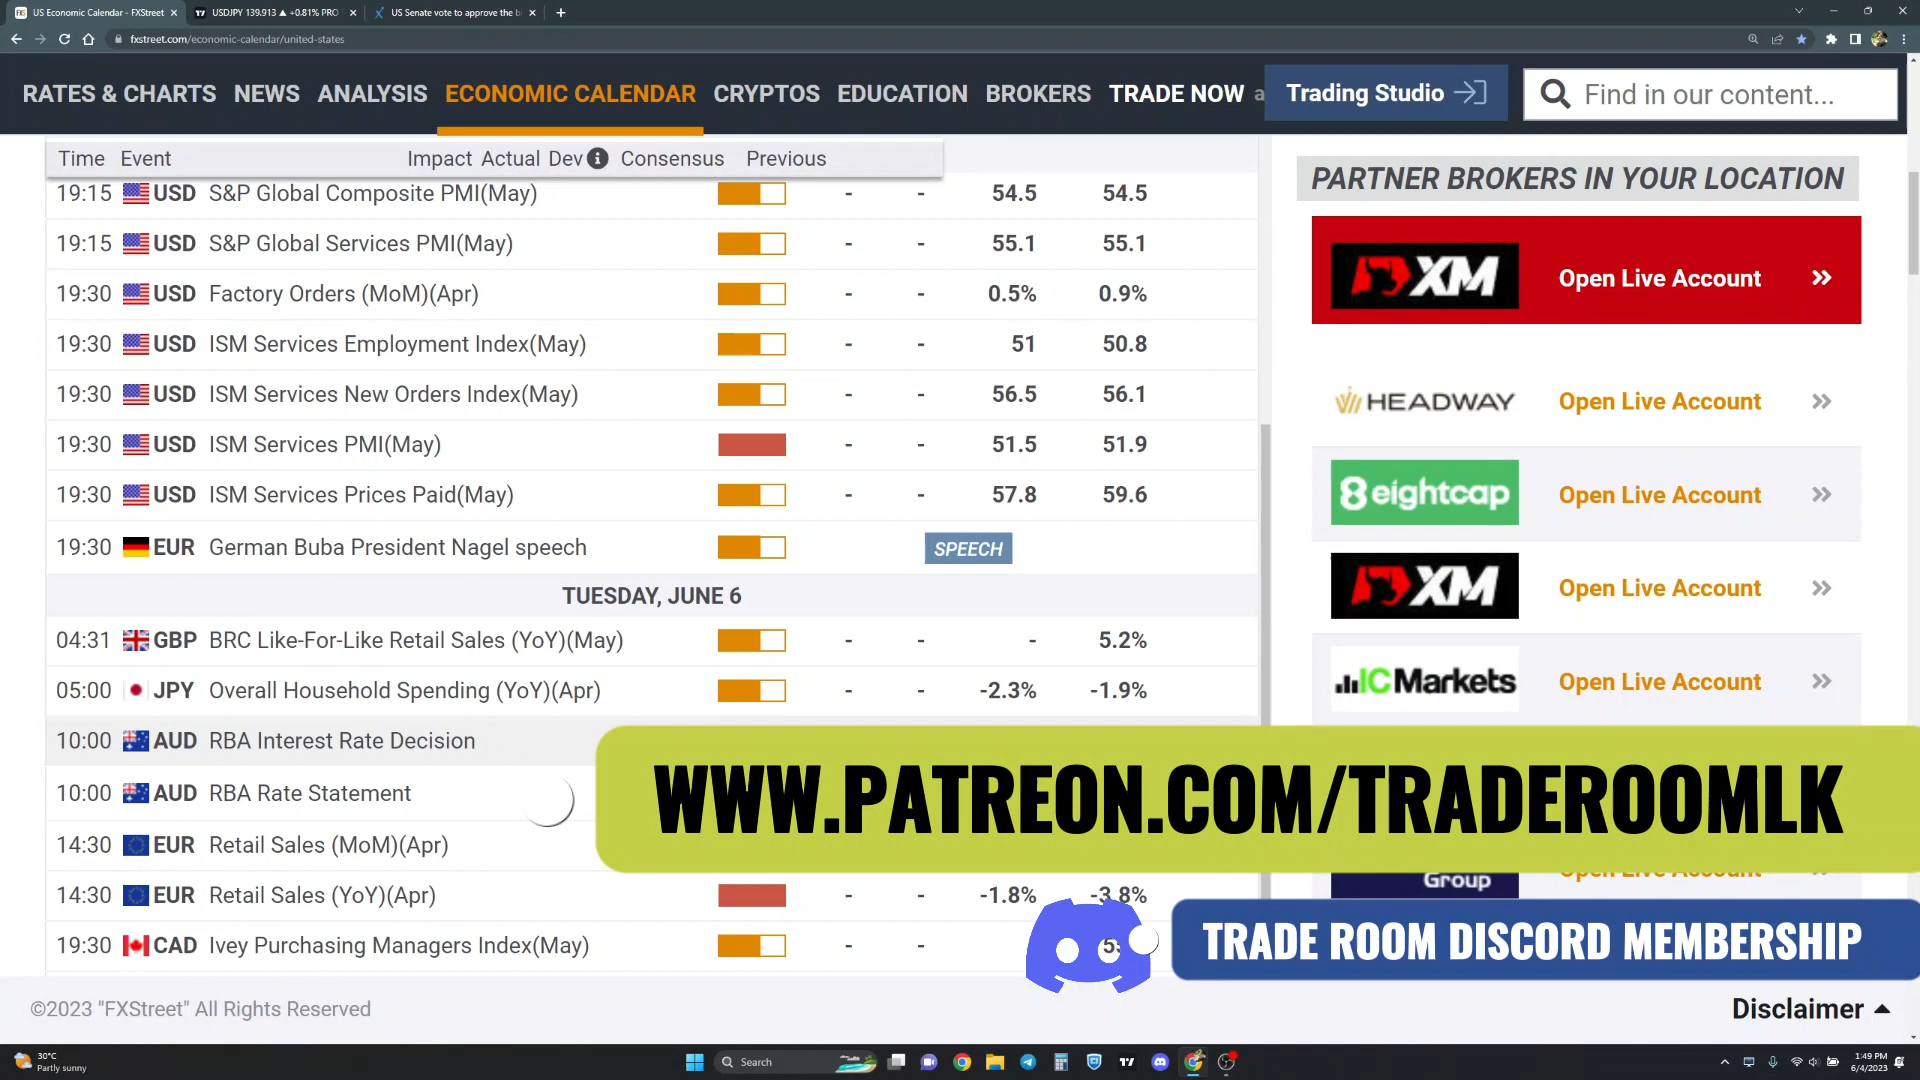 US Economic Calendar - FXStreet
USDJPY 139.913 ▲ +0.81% PRO
US Senate vote to approve the b
fxstreet.com/economic-calendar/united-states
RATES & CHARTS NEWS ANALYSIS ECONOMIC CALENDAR CRYPTOS EDUCATION BROKERS TRADE NOW a Trading Studio Find in our content...
Time Event Impact Actual Dev Consensus Previous
19:15 USD S&P Global Composite PMI(May) - - 54.5 54.5
19:15 USD S&P Global Services PMI(May) - - 55.1 55.1
19:30 USD Factory Orders (MoM)(Apr) - - 0.5% 0.9%
19:30 USD ISM Services Employment Index(May) - - 51 50.8
19:30 USD ISM Services New Orders Index(May) - - 56.5 56.1
19:30 USD ISM Services PMI(May) - - 51.5 51.9
19:30 USD ISM Services Prices Paid(May) - - 57.8 59.6
19:30 EUR German Buba President Nagel speech SPEECH
TUESDAY, JUNE 6
04:31 GBP BRC Like-For-Like Retail Sales (YoY)(May) - - - 5.2%
05:00 JPY Overall Household Spending (YoY)(Apr) - - -2.3% -1.9%
10:00 AUD RBA Interest Rate Decision
10:00 AUD RBA Rate Statement
14:30 EUR Retail Sales (MoM)(Apr)
14:30 EUR Retail Sales (YoY)(Apr) - - -1.8% -3.8%
19:30 CAD Ivey Purchasing Managers Index(May) - -
PARTNER BROKERS IN YOUR LOCATION
XM Open Live Account »
HEADWAY Open Live Account »
8 eightcap Open Live Account »
XM Open Live Account »
IC Markets Open Live Account »
Group Open Live Account
WWW.PATREON.COM/TRADEROOMLK
TRADE ROOM DISCORD MEMBERSHIP
©2023 "FXStreet" All Rights Reserved
Disclaimer
30°C
Partly sunny
Search
1:49 PM
6/4/2023